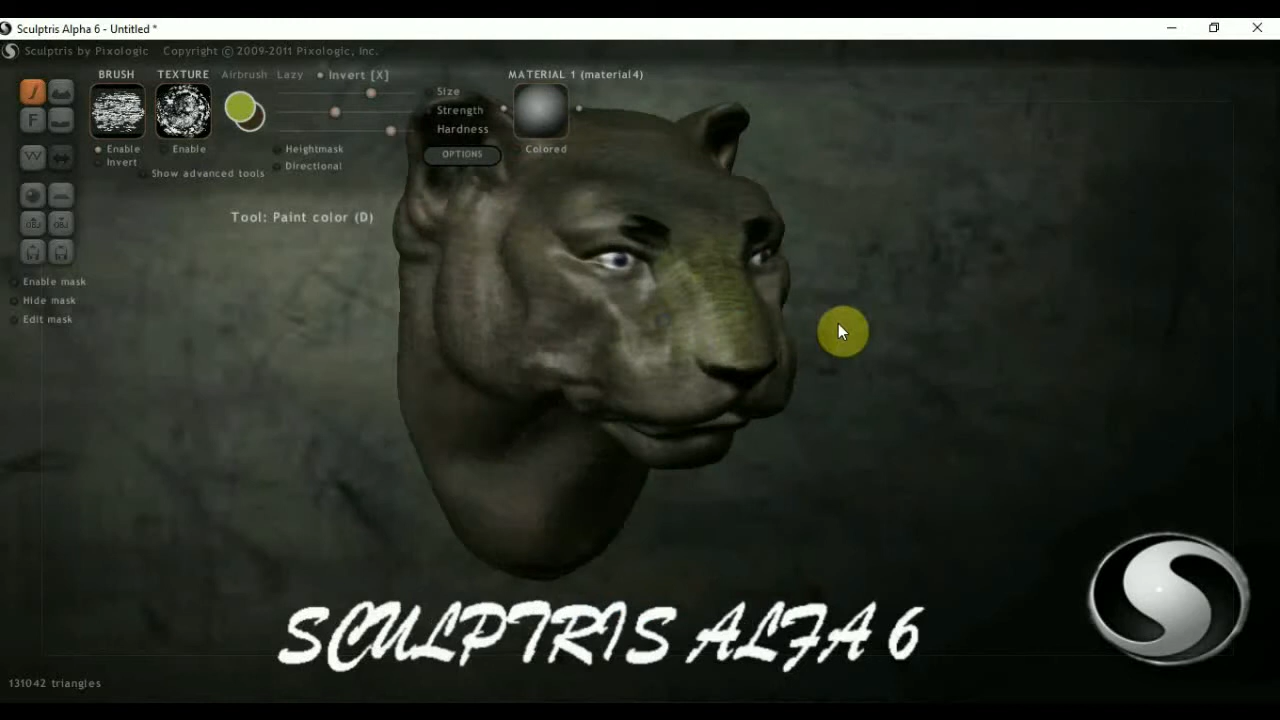 Sculptris Alpha 6 - Untitled *
Sculptris by Pixologic Copyright © 2009-2011 Pixologic, Inc.
BRUSH TEXTURE Airbrush Lazy Invert [X] MATERIAL 1 (material4)
Size
F Strength
Hardness
Enable Enable Heightmask OPTIONS Colored
Invert Directional
Show advanced tools
Tool: Paint color (D)
OBJ OBJ
Enable mask
Hide mask
Edit mask
SCULPTRIS ALFA 6
131042 triangles